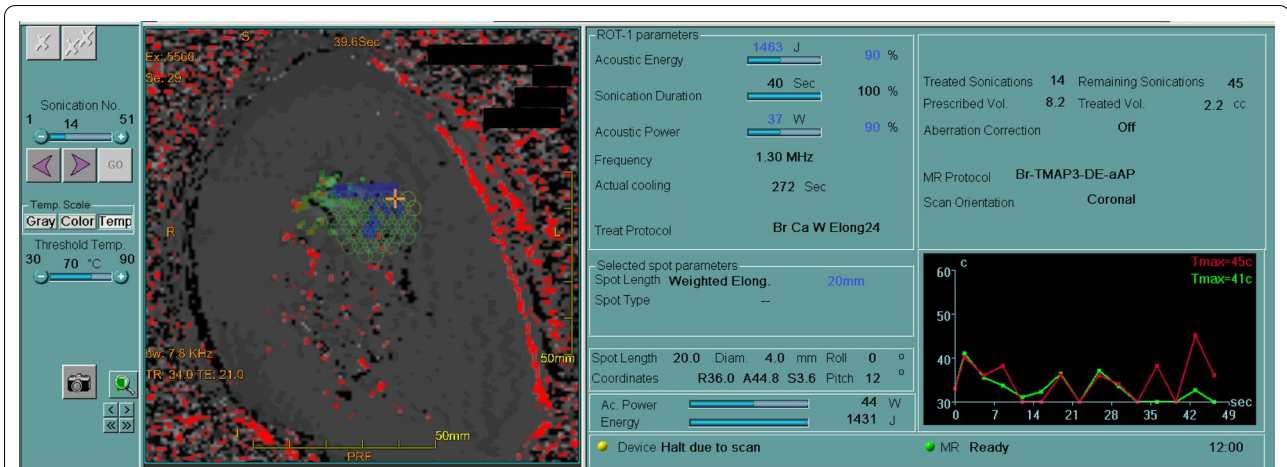 Sonication No.
1 14 51
GO
Temp. Scale
Gray Color Temp
Threshold Temp.
30 70 °C 90
S
39.6Sec
Ex: 5560
Se: 29
R
L
50mm
bw: 7.8 KHz
TR: 34.0 TE: 21.0
I
50mm
PRF
ROT-1 parameters
Acoustic Energy 1463 J 90 %
Sonication Duration 40 Sec 100 %
Acoustic Power 37 W 90 %
Frequency 1.30 MHz
Actual cooling 272 Sec
Treat Protocol Br Ca W Elong24
Selected spot parameters
Spot Length Weighted Elong. 20mm
Spot Type --
Spot Length 20.0 Diam. 4.0 mm Roll 0 °
Coordinates R36.0 A44.8 S3.6 Pitch 12 °
Ac. Power 44 W
Energy 1431 J
Treated Sonications 14 Remaining Sonications 45
Prescribed Vol. 8.2 Treated Vol. 2.2 cc
Aberration Correction Off
MR Protocol Br-TMAP3-DE-aAP
Scan Orientation Coronal
c
Tmax=45c
Tmax=41c
60
50
40
30
0 7 14 21 28 35 42 49
sec
Device Halt due to scan MR Ready 12:00